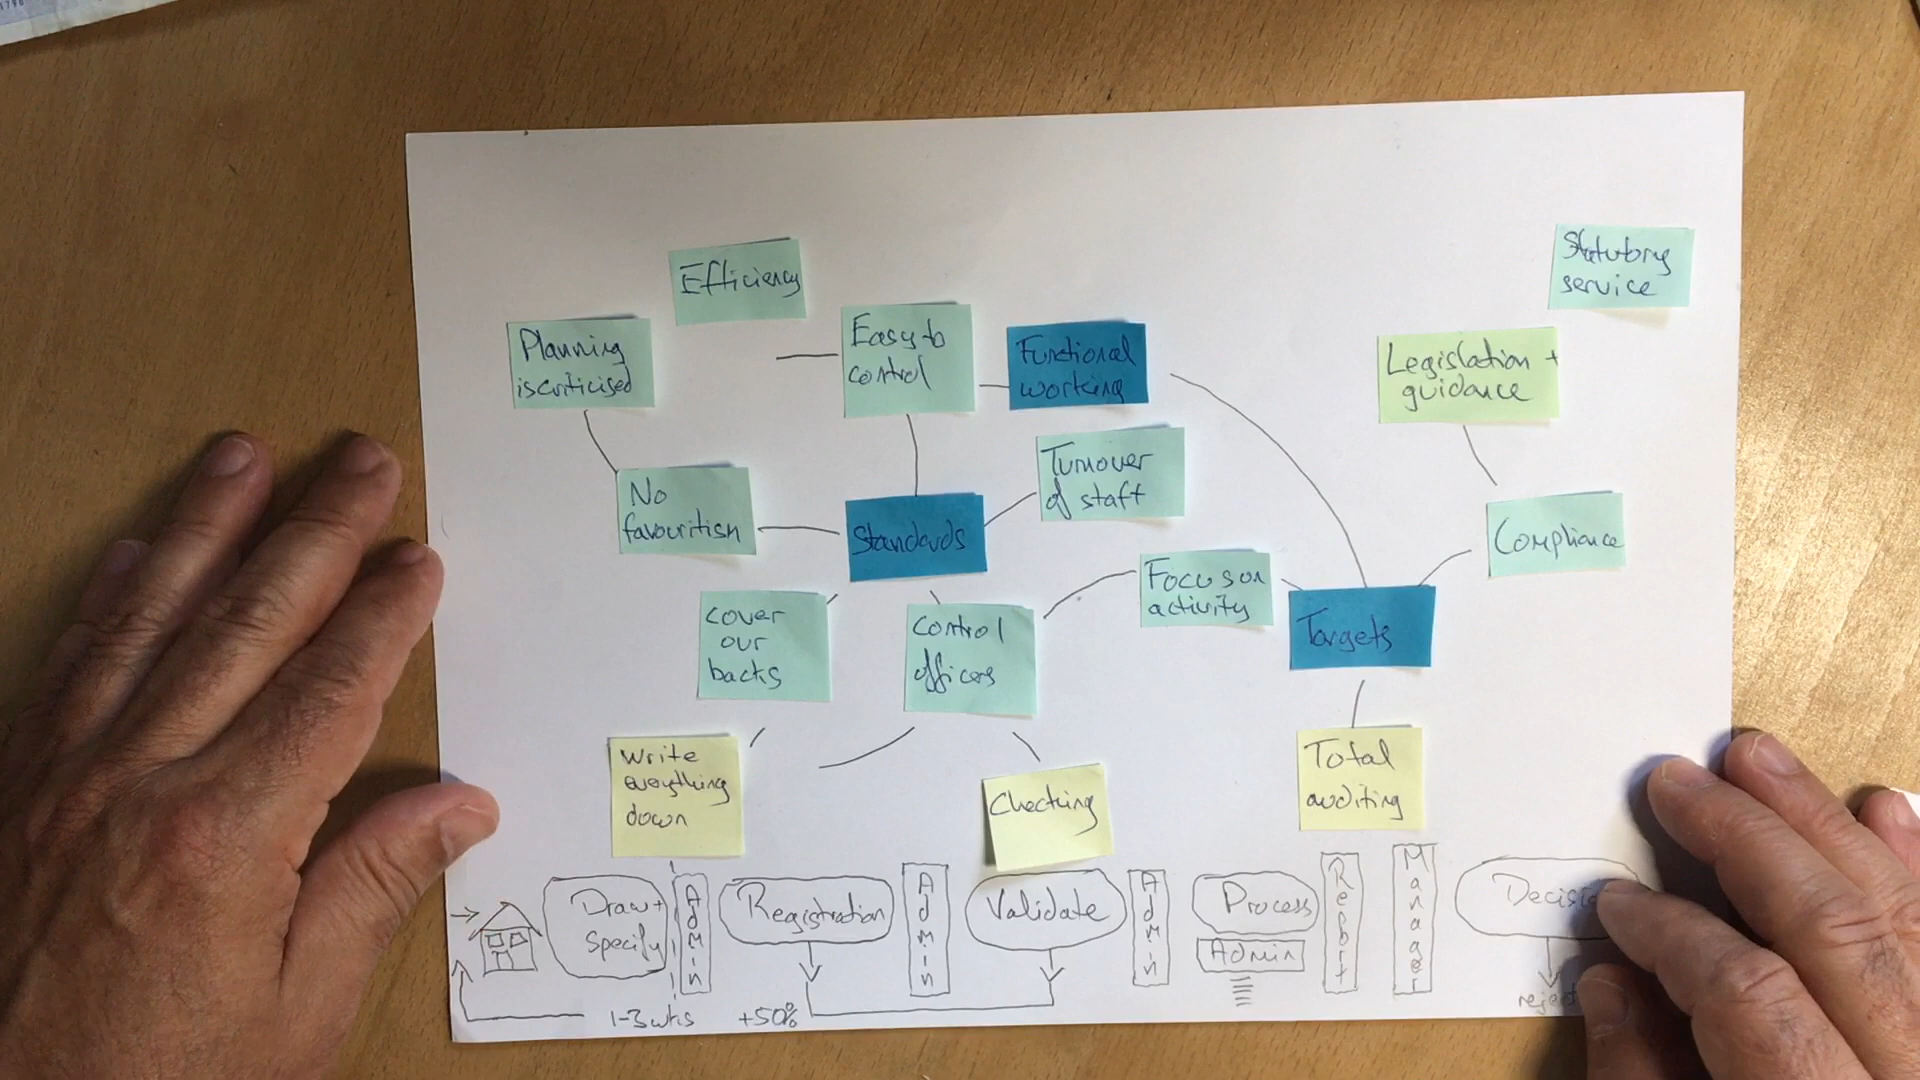 Efficiency
Statutory
service
Planning
is criticised
Easy to
control
Functional
working
Legislation +
guidance
Turnover
of staff
No
favouritism
Standards
Compliance
Focus on
activity
cover
our
backs
control
officers
Targets
Write
everything
down
Checking
Total
auditing
Draw +
Specify
Admin
Registration
Admin
Validate
Admin
Process
Admin
Report
Manager
1-3 wks
+50%